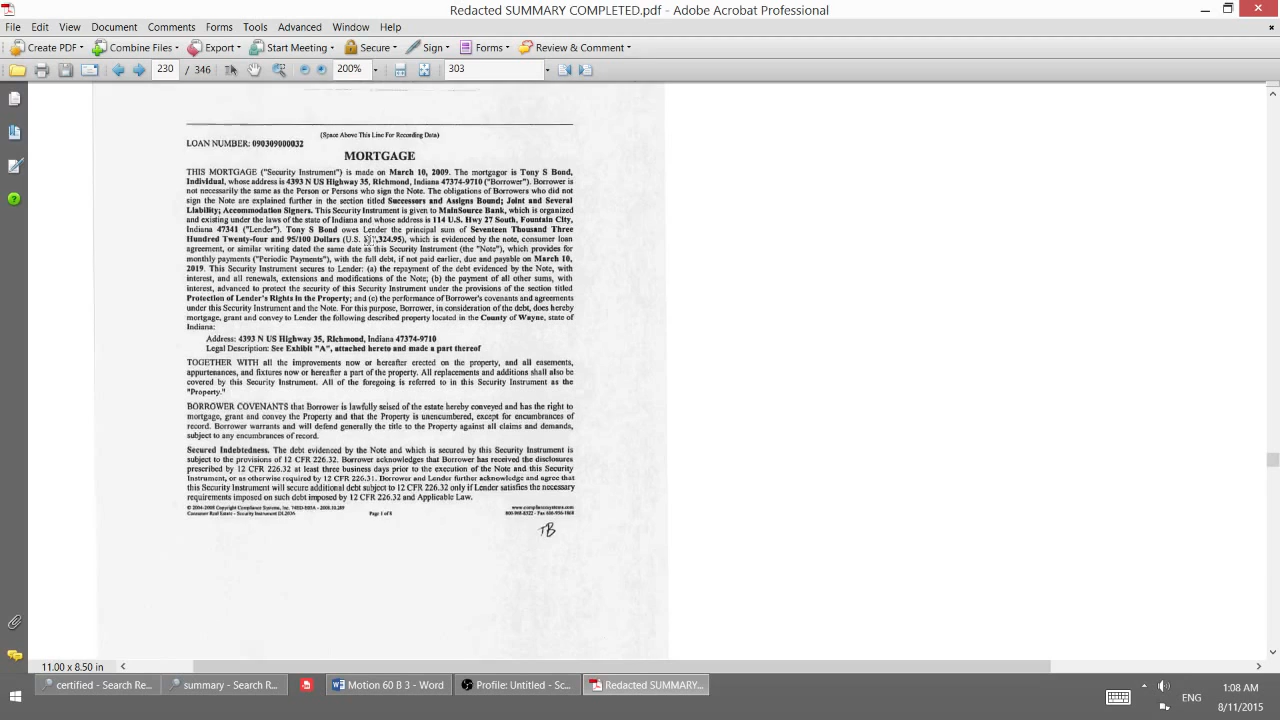 Redacted SUMMARY COMPLETED.pdf - Adobe Acrobat Professional
File Edit View Document Comments Forms Tools Advanced Window Help
Create PDF Combine Files Export Start Meeting Secure Sign Forms Review & Comment
230 / 346 200% 303
(Space Above This Line For Recording Data)
LOAN NUMBER: 090309000032
MORTGAGE
THIS MORTGAGE ("Security Instrument") is made on March 10, 2009. The mortgagor is Tony S Bond,
Individual, whose address is 4393 N US Highway 35, Richmond, Indiana 47374-9710 ("Borrower"). Borrower is
not necessarily the same as the Person or Persons who sign the Note. The obligations of Borrowers who did not
sign the Note are explained further in the section titled Successors and Assigns Bound; Joint and Several
Liability; Accommodation Signers. This Security Instrument is given to MainSource Bank, which is organized
and existing under the laws of the state of Indiana and whose address is 114 U.S. Hwy 27 South, Fountain City,
Indiana 47341 ("Lender"). Tony S Bond owes Lender the principal sum of Seventeen Thousand Three
Hundred Twenty-four and 95/100 Dollars (U.S. ,324.95), which is evidenced by the note, consumer loan
agreement, or similar writing dated the same date as this Security Instrument (the "Note"), which provides for
monthly payments ("Periodic Payments"), with the full debt, if not paid earlier, due and payable on March 10,
2019. This Security Instrument secures to Lender: (a) the repayment of the debt evidenced by the Note, with
interest, and all renewals, extensions and modifications of the Note; (b) the payment of all other sums, with
interest, advanced to protect the security of this Security Instrument under the provisions of the section titled
Protection of Lender's Rights in the Property; and (c) the performance of Borrower's covenants and agreements
under this Security Instrument and the Note. For this purpose, Borrower, in consideration of the debt, does hereby
mortgage, grant and convey to Lender the following described property located in the County of Wayne, state of
Indiana:
Address: 4393 N US Highway 35, Richmond, Indiana 47374-9710
Legal Description: See Exhibit "A", attached hereto and made a part thereof
TOGETHER WITH all the improvements now or hereafter erected on the property, and all easements,
appurtenances, and fixtures now or hereafter a part of the property. All replacements and additions shall also be
covered by this Security Instrument. All of the foregoing is referred to in this Security Instrument as the
"Property."
BORROWER COVENANTS that Borrower is lawfully seised of the estate hereby conveyed and has the right to
mortgage, grant and convey the Property and that the Property is unencumbered, except for encumbrances of
record. Borrower warrants and will defend generally the title to the Property against all claims and demands,
subject to any encumbrances of record.
Secured Indebtedness. The debt evidenced by the Note and which is secured by this Security Instrument is
subject to the provisions of 12 CFR 226.32. Borrower acknowledges that Borrower has received the disclosures
prescribed by 12 CFR 226.32 at least three business days prior to the execution of the Note and this Security
Instrument, or as otherwise required by 12 CFR 226.31. Borrower and Lender further acknowledge and agree that
this Security Instrument will secure additional debt subject to 12 CFR 226.32 only if Lender satisfies the necessary
requirements imposed on such debt imposed by 12 CFR 226.32 and Applicable Law.
Copyright Compliance Systems, Inc. www.compliancesystems.com
Consumer Real Estate - Security Instrument Page 1 of 8
TB
11.00 x 8.50 in
certified - Search Re... summary - Search R... Motion 60 B 3 - Word Profile: Untitled - Sc... Redacted SUMMARY... ENG 1:08 AM
8/11/2015